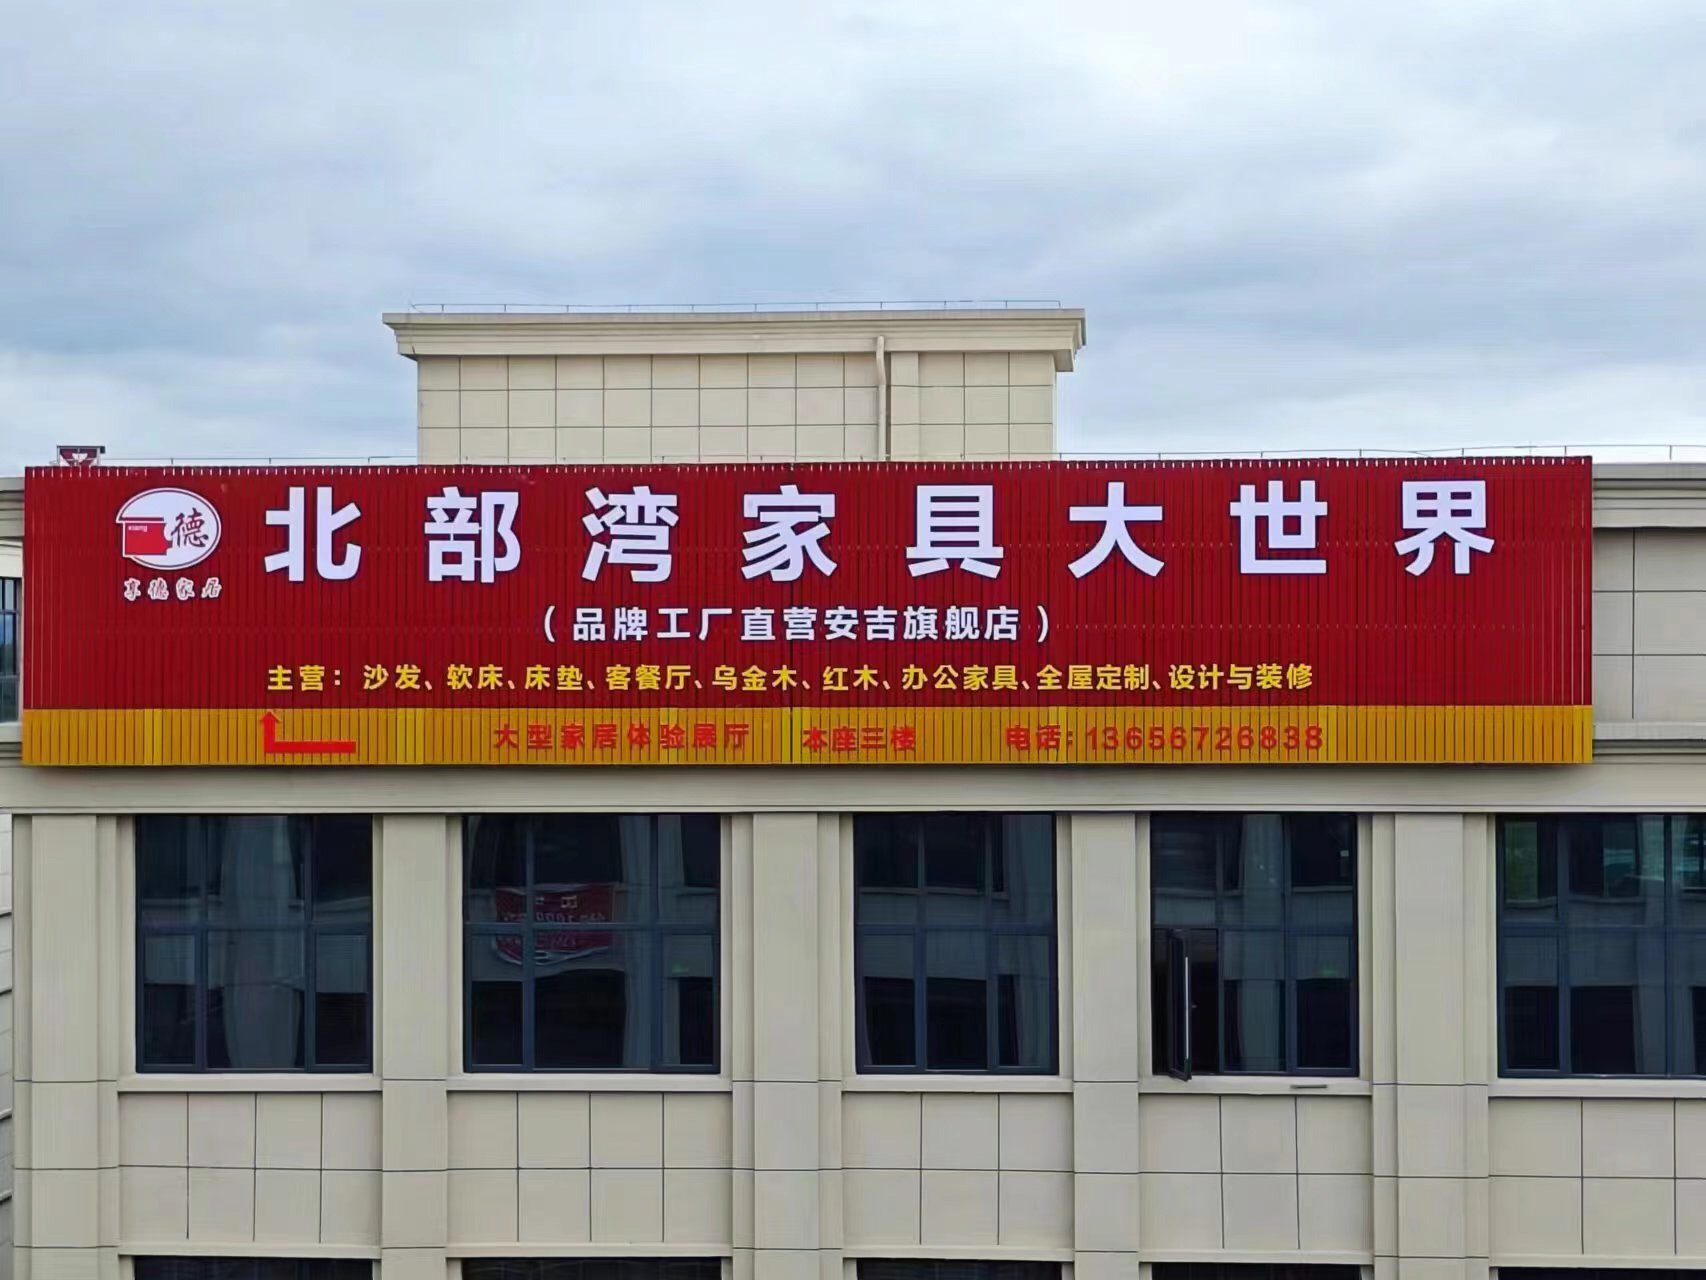 xiang 德
享德家居
北部湾家具大世界
（品牌工厂直营安吉旗舰店）
主营：沙发、软床、床垫、客餐厅、乌金木、红木、办公家具、全屋定制、设计与装修
大型家居体验展厅 本座三楼 电话：13656726838